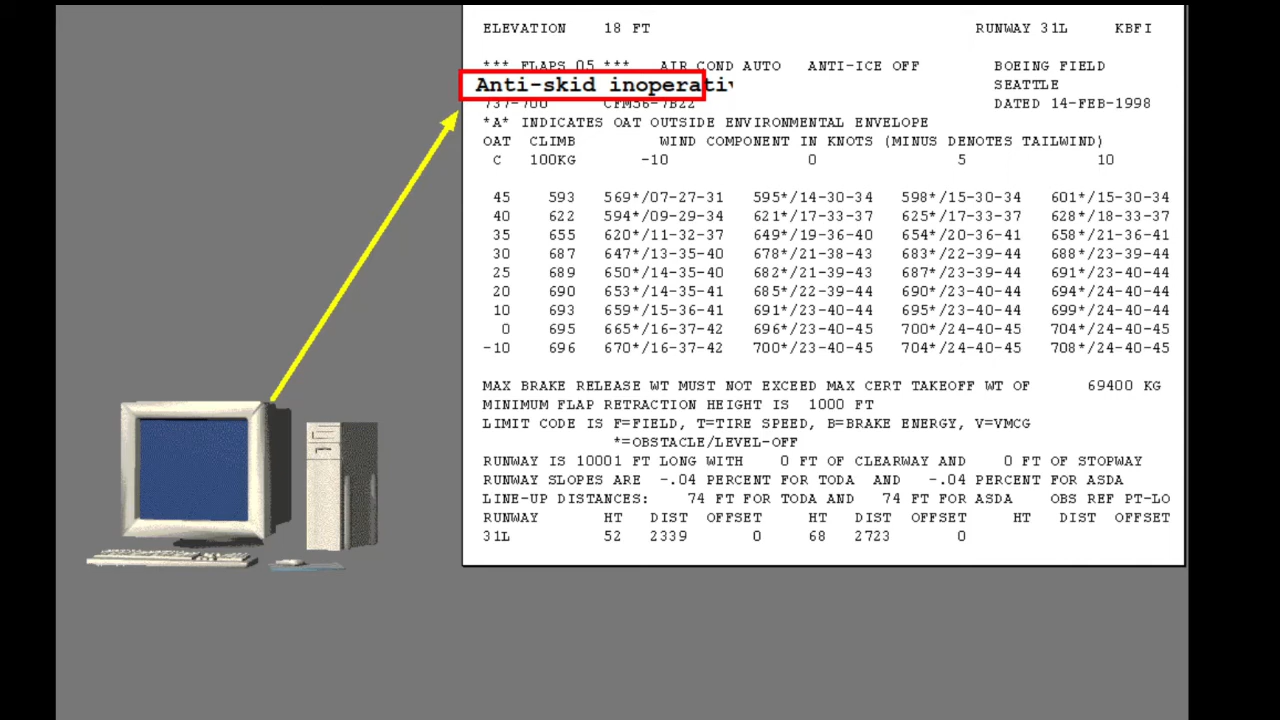 ELEVATION 18 FT RUNWAY 31L KBFI
*** FLAPS 05 *** AIR COND AUTO ANTI-ICE OFF BOEING FIELD
Anti-skid inoperativ SEATTLE
737-700 CFM56-7B22 DATED 14-FEB-1998
*A* INDICATES OAT OUTSIDE ENVIRONMENTAL ENVELOPE
OAT CLIMB WIND COMPONENT IN KNOTS (MINUS DENOTES TAILWIND)
C 100KG -10 0 5 10
45 593 569*/07-27-31 595*/14-30-34 598*/15-30-34 601*/15-30-34
40 622 594*/09-29-34 621*/17-33-37 625*/17-33-37 628*/18-33-37
35 655 620*/11-32-37 649*/19-36-40 654*/20-36-41 658*/21-36-41
30 687 647*/13-35-40 678*/21-38-43 683*/22-39-44 688*/23-39-44
25 689 650*/14-35-40 682*/21-39-43 687*/23-39-44 691*/23-40-44
20 690 653*/14-35-41 685*/22-39-44 690*/23-40-44 694*/24-40-44
10 693 659*/15-36-41 691*/23-40-44 695*/23-40-44 699*/24-40-44
0 695 665*/16-37-42 696*/23-40-45 700*/24-40-45 704*/24-40-45
-10 696 670*/16-37-42 700*/23-40-45 704*/24-40-45 708*/24-40-45
MAX BRAKE RELEASE WT MUST NOT EXCEED MAX CERT TAKEOFF WT OF 69400 KG
MINIMUM FLAP RETRACTION HEIGHT IS 1000 FT
LIMIT CODE IS F=FIELD, T=TIRE SPEED, B=BRAKE ENERGY, V=VMCG
*=OBSTACLE/LEVEL-OFF
RUNWAY IS 10001 FT LONG WITH 0 FT OF CLEARWAY AND 0 FT OF STOPWAY
RUNWAY SLOPES ARE -.04 PERCENT FOR TODA AND -.04 PERCENT FOR ASDA
LINE-UP DISTANCES: 74 FT FOR TODA AND 74 FT FOR ASDA OBS REF PT-LO
RUNWAY HT DIST OFFSET HT DIST OFFSET HT DIST OFFSET
31L 52 2339 0 68 2723 0